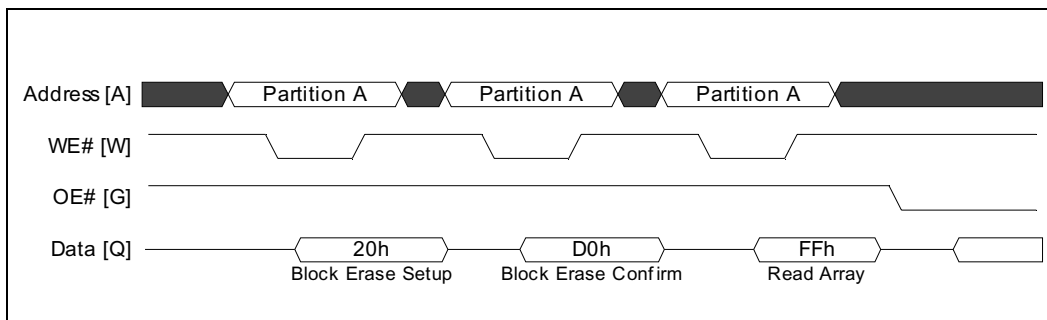 Address [A] Partition A Partition A Partition A
WE# [W]
OE# [G]
Data [Q] 20h D0h FFh
Block Erase Setup Block Erase Confirm Read Array